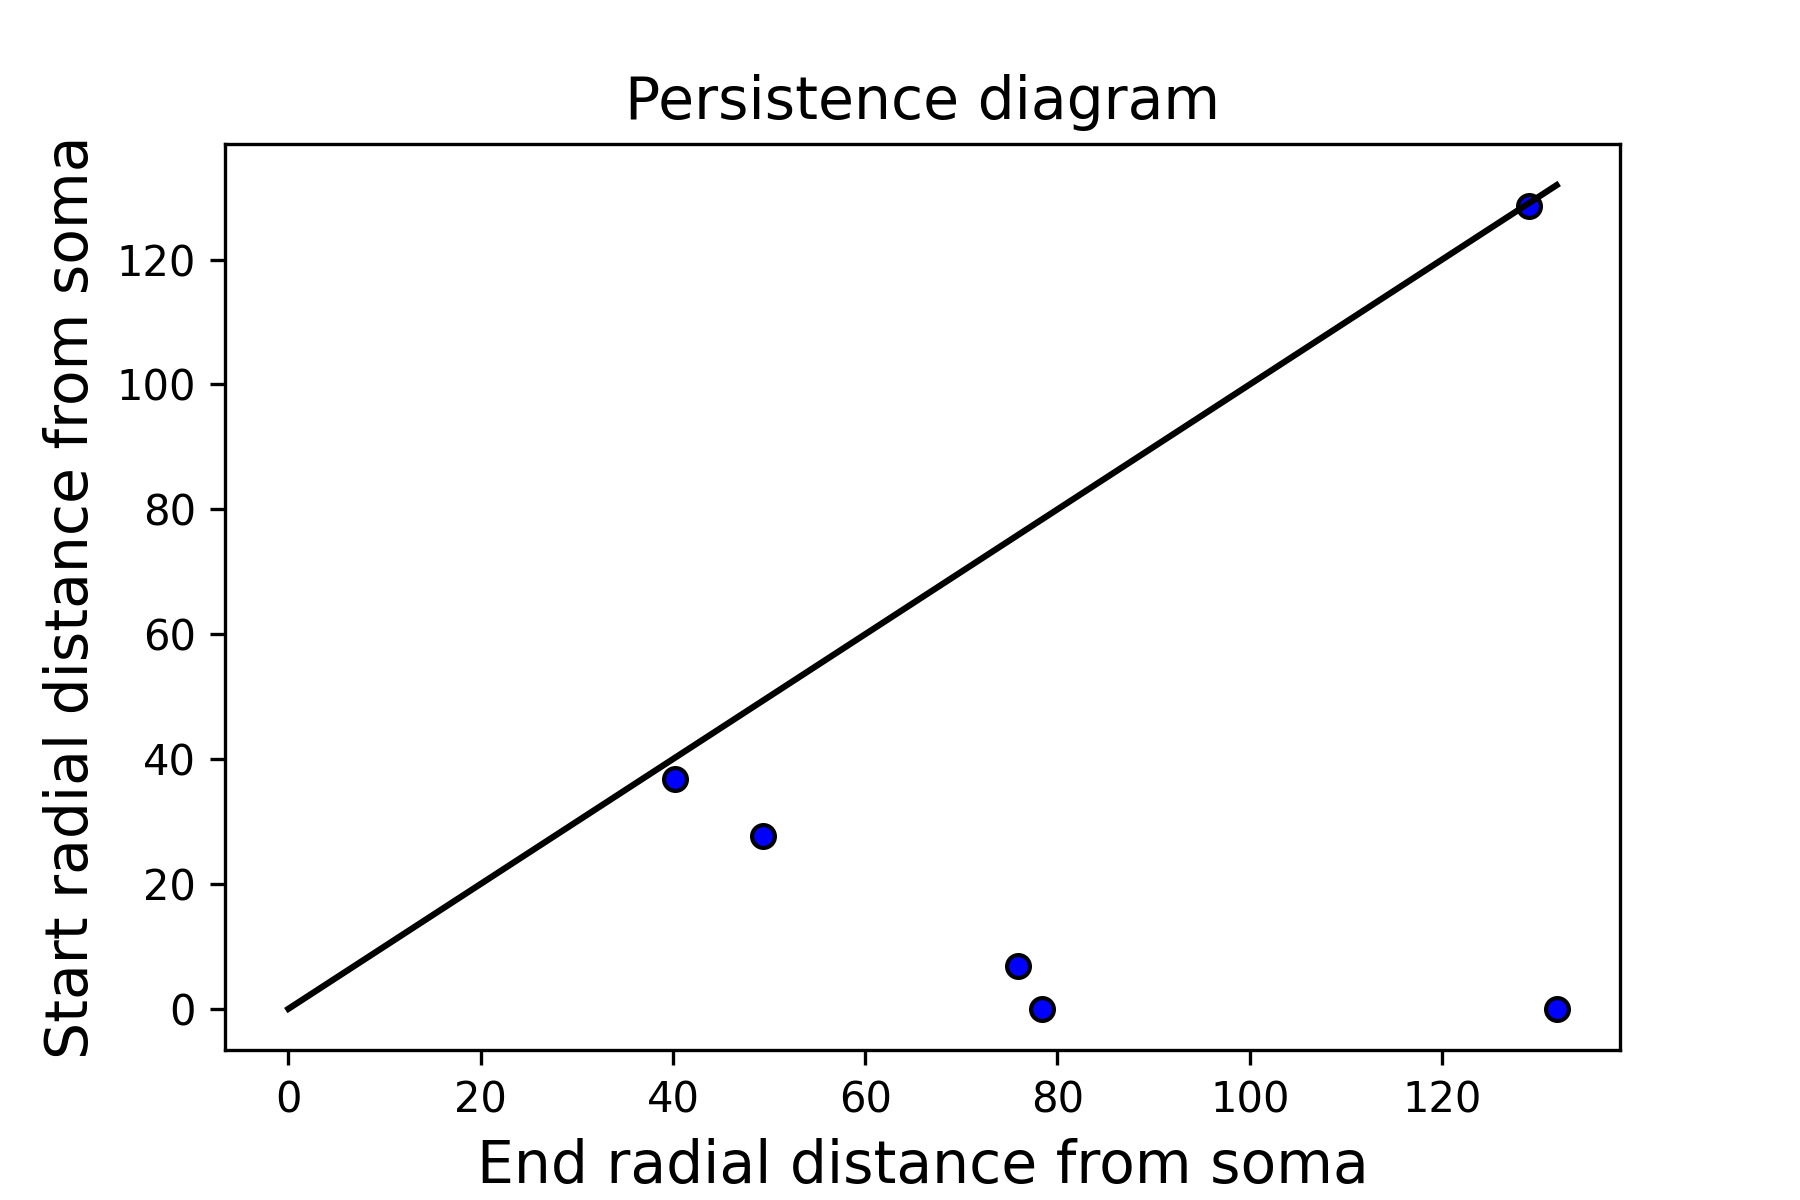 Persistence diagram
Start radial distance from soma
120
100
80
60
40
20
0
0 20 40 60 80 100 120
End radial distance from soma